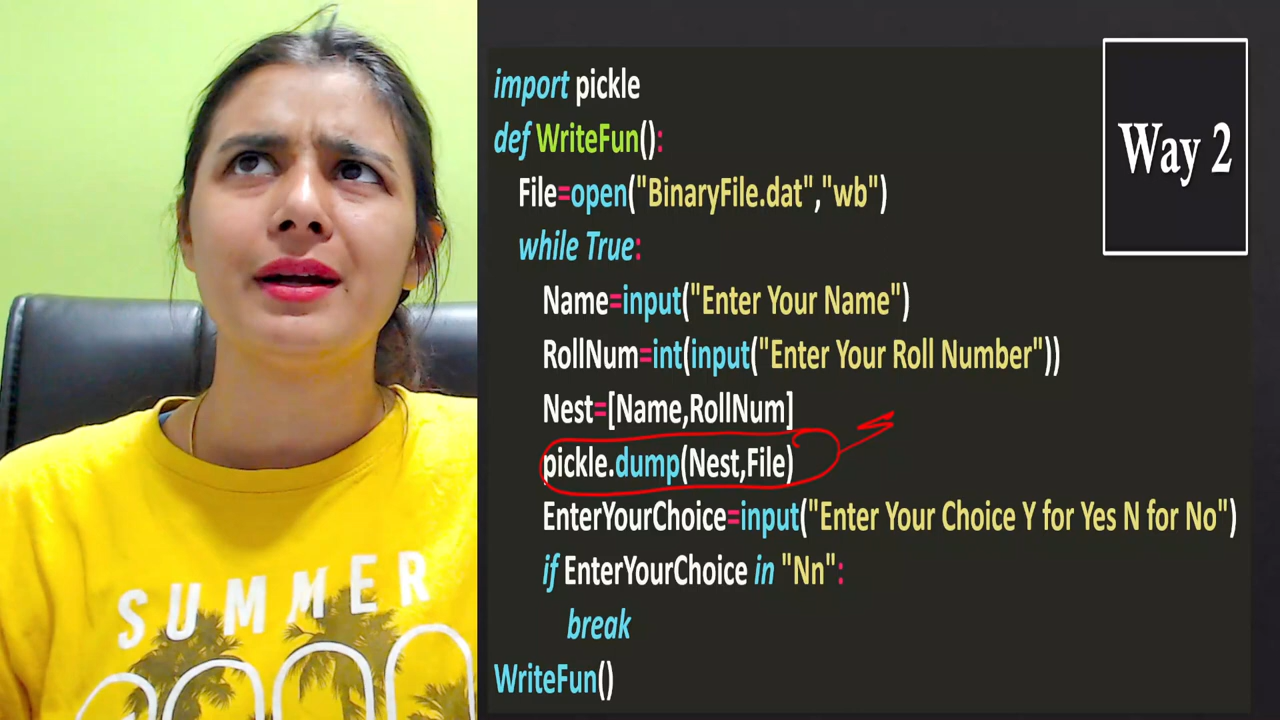 import pickle
def WriteFun():
File=open("BinaryFile.dat","wb")
while True:
Name=input("Enter Your Name")
RollNum=int(input("Enter Your Roll Number"))
Nest=[Name,RollNum]
pickle.dump(Nest,File)
EnterYourChoice=input("Enter Your Choice Y for Yes N for No")
if EnterYourChoice in "Nn":
break
WriteFun()
Way 2
SUMMER